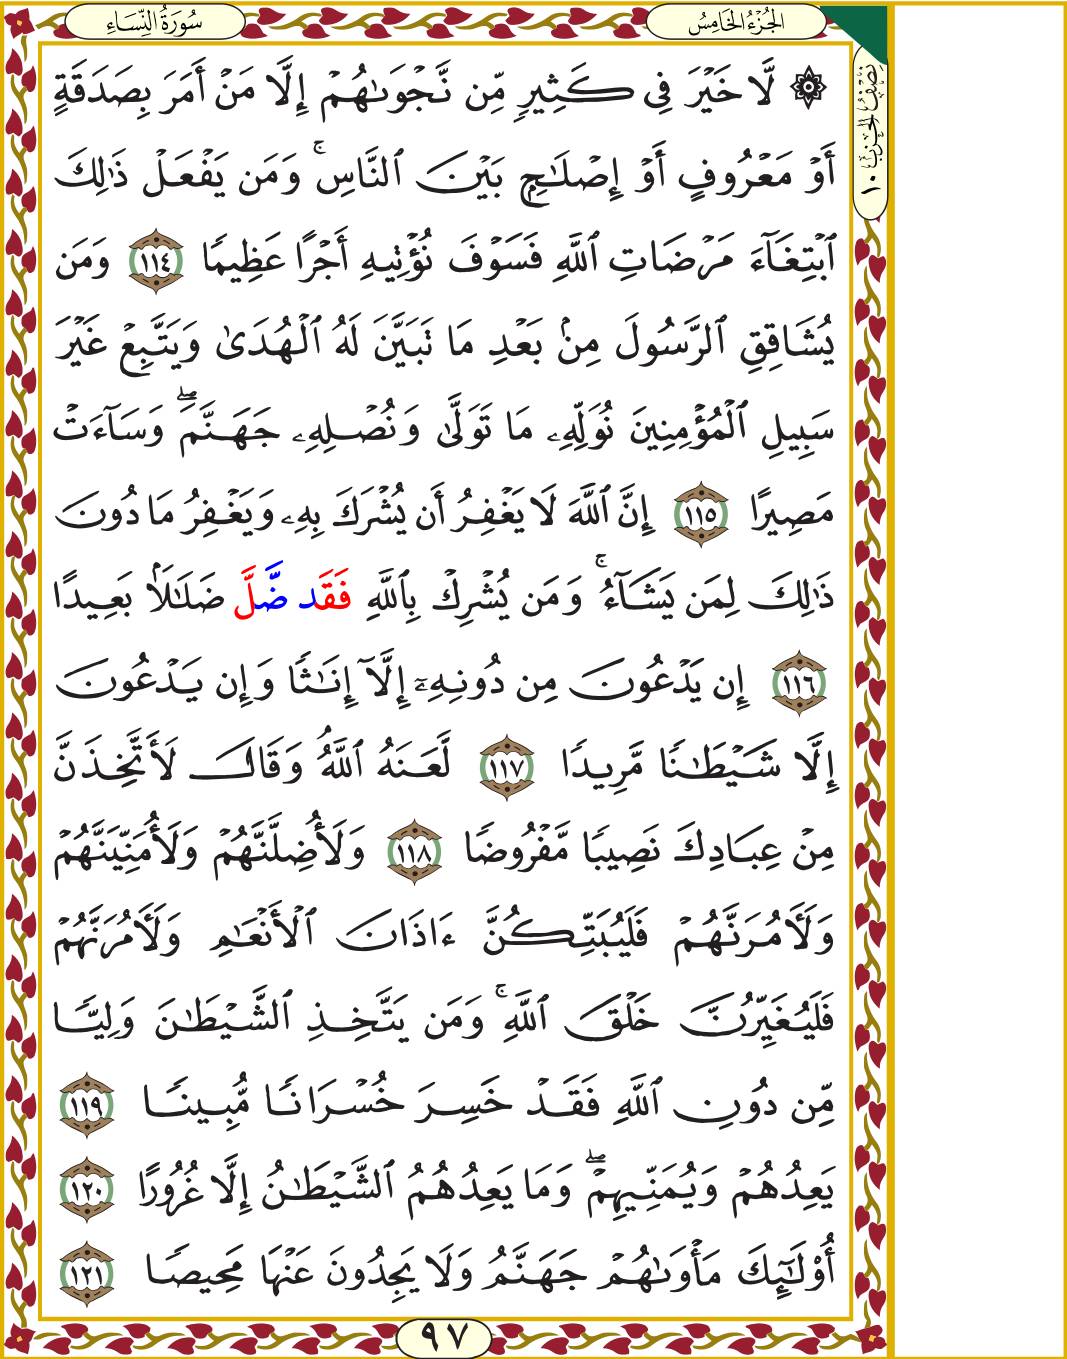 سُورَةُ النِّسَاءِ
الجُزْءُ الخَامِسُ
نِصْفُ الحِزْبِ ١٠
۞ لَّا خَيْرَ فِي كَثِيرٍ مِّن نَّجْوَىٰهُمْ إِلَّا مَنْ أَمَرَ بِصَدَقَةٍ
أَوْ مَعْرُوفٍ أَوْ إِصْلَٰحٍۭ بَيْنَ ٱلنَّاسِۚ وَمَن يَفْعَلْ ذَٰلِكَ
ٱبْتِغَآءَ مَرْضَاتِ ٱللَّهِ فَسَوْفَ نُؤْتِيهِ أَجْرًا عَظِيمًا ١١٤ وَمَن
يُشَاقِقِ ٱلرَّسُولَ مِنۢ بَعْدِ مَا تَبَيَّنَ لَهُ ٱلْهُدَىٰ وَيَتَّبِعْ غَيْرَ
سَبِيلِ ٱلْمُؤْمِنِينَ نُوَلِّهِۦ مَا تَوَلَّىٰ وَنُصْلِهِۦ جَهَنَّمَۖ وَسَآءَتْ
مَصِيرًا ١١٥ إِنَّ ٱللَّهَ لَا يَغْفِرُ أَن يُشْرَكَ بِهِۦ وَيَغْفِرُ مَا دُونَ
ذَٰلِكَ لِمَن يَشَآءُۚ وَمَن يُشْرِكْ بِٱللَّهِ فَقَد ضَّلَّ ضَلَٰلَۢا بَعِيدًا
١١٦ إِن يَدْعُونَ مِن دُونِهِۦٓ إِلَّآ إِنَٰثًا وَإِن يَدْعُونَ
إِلَّا شَيْطَٰنًا مَّرِيدًا ١١٧ لَّعَنَهُ ٱللَّهُۘ وَقَالَ لَأَتَّخِذَنَّ
مِنْ عِبَادِكَ نَصِيبًا مَّفْرُوضًا ١١٨ وَلَأُضِلَّنَّهُمْ وَلَأُمَنِّيَنَّهُمْ
وَلَءَامُرَنَّهُمْ فَلَيُبَتِّكُنَّ ءَاذَانَ ٱلْأَنْعَٰمِ وَلَءَامُرَنَّهُمْ
فَلَيُغَيِّرُنَّ خَلْقَ ٱللَّهِۚ وَمَن يَتَّخِذِ ٱلشَّيْطَٰنَ وَلِيًّا
مِّن دُونِ ٱللَّهِ فَقَدْ خَسِرَ خُسْرَانًا مُّبِينًا ١١٩
يَعِدُهُمْ وَيُمَنِّيهِمْۖ وَمَا يَعِدُهُمُ ٱلشَّيْطَٰنُ إِلَّا غُرُورًا ١٢٠
أُو۟لَٰٓئِكَ مَأْوَىٰهُمْ جَهَنَّمُ وَلَا يَجِدُونَ عَنْهَا مَحِيصًا ١٢١
٩٧